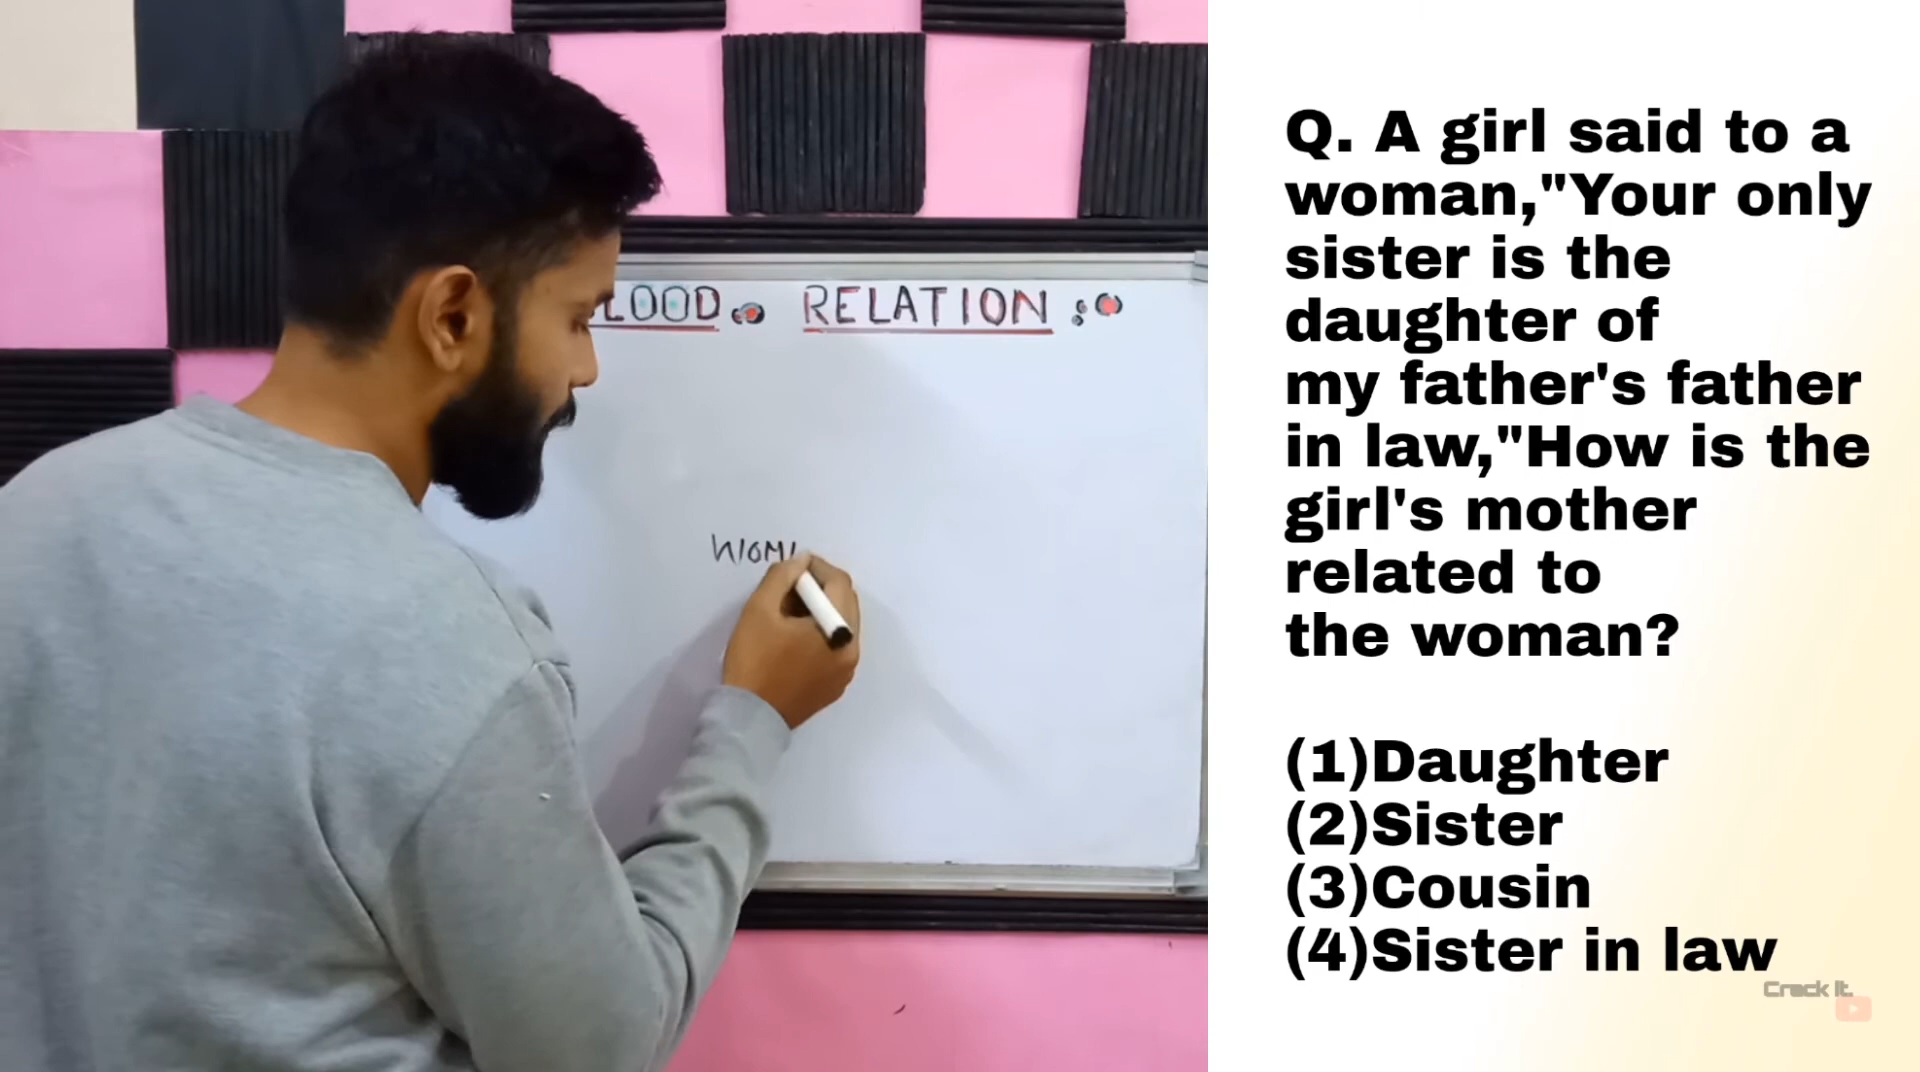 LOOD RELATION
WOM
Q. A girl said to a
woman,"Your only
sister is the
daughter of
my father's father
in law,"How is the
girl's mother
related to
the woman?
(1)Daughter
(2)Sister
(3)Cousin
(4)Sister in law
Crack It.